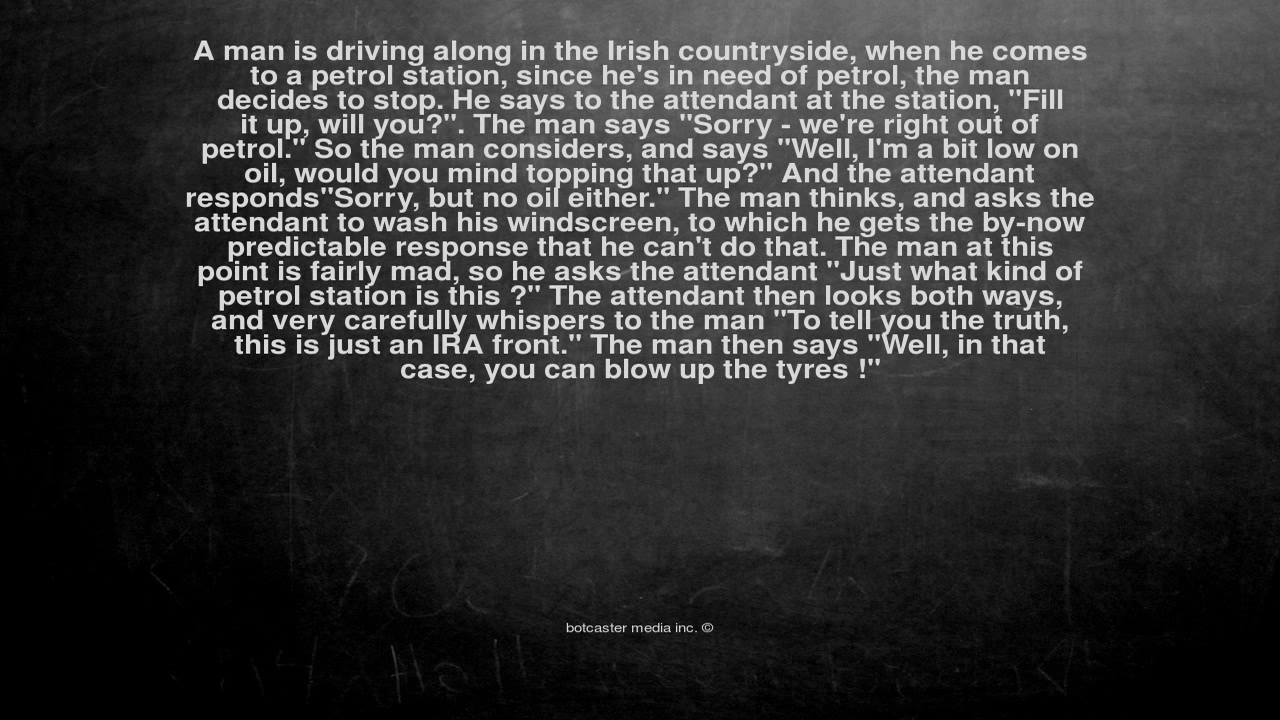 A man is driving along in the Irish countryside, when he comes
to a petrol station, since he's in need of petrol, the man
decides to stop. He says to the attendant at the station, "Fill
it up, will you?". The man says "Sorry - we're right out of
petrol." So the man considers, and says "Well, I'm a bit low on
oil, would you mind topping that up?" And the attendant
responds"Sorry, but no oil either." The man thinks, and asks the
attendant to wash his windscreen, to which he gets the by-now
predictable response that he can't do that. The man at this
point is fairly mad, so he asks the attendant "Just what kind of
petrol station is this ?" The attendant then looks both ways,
and very carefully whispers to the man "To tell you the truth,
this is just an IRA front." The man then says "Well, in that
case, you can blow up the tyres !"
botcaster media inc. ©